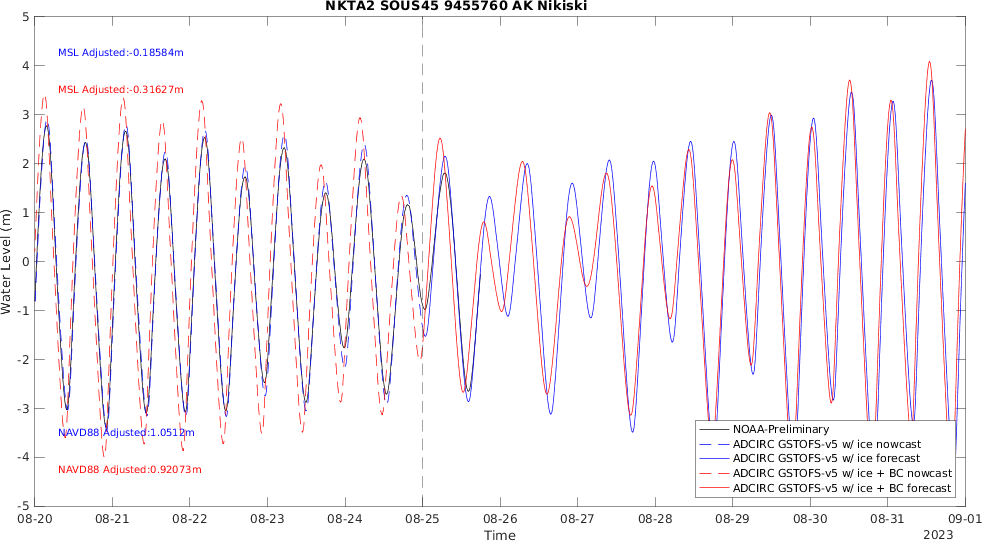 NKTA2 SOUS45 9455760 AK Nikiski
5
4
3
2
1
0
-1
-2
-3
-4
-5
Water Level (m)
MSL Adjusted:-0.18584m
MSL Adjusted:-0.31627m
NAVD88 Adjusted:1.0512m
NAVD88 Adjusted:0.92073m
NOAA-Preliminary
ADCIRC GSTOFS-v5 w/ ice nowcast
ADCIRC GSTOFS-v5 w/ ice forecast
ADCIRC GSTOFS-v5 w/ ice + BC nowcast
ADCIRC GSTOFS-v5 w/ ice + BC forecast
08-20 08-21 08-22 08-23 08-24 08-25 08-26 08-27 08-28 08-29 08-30 08-31 09-01
Time 2023